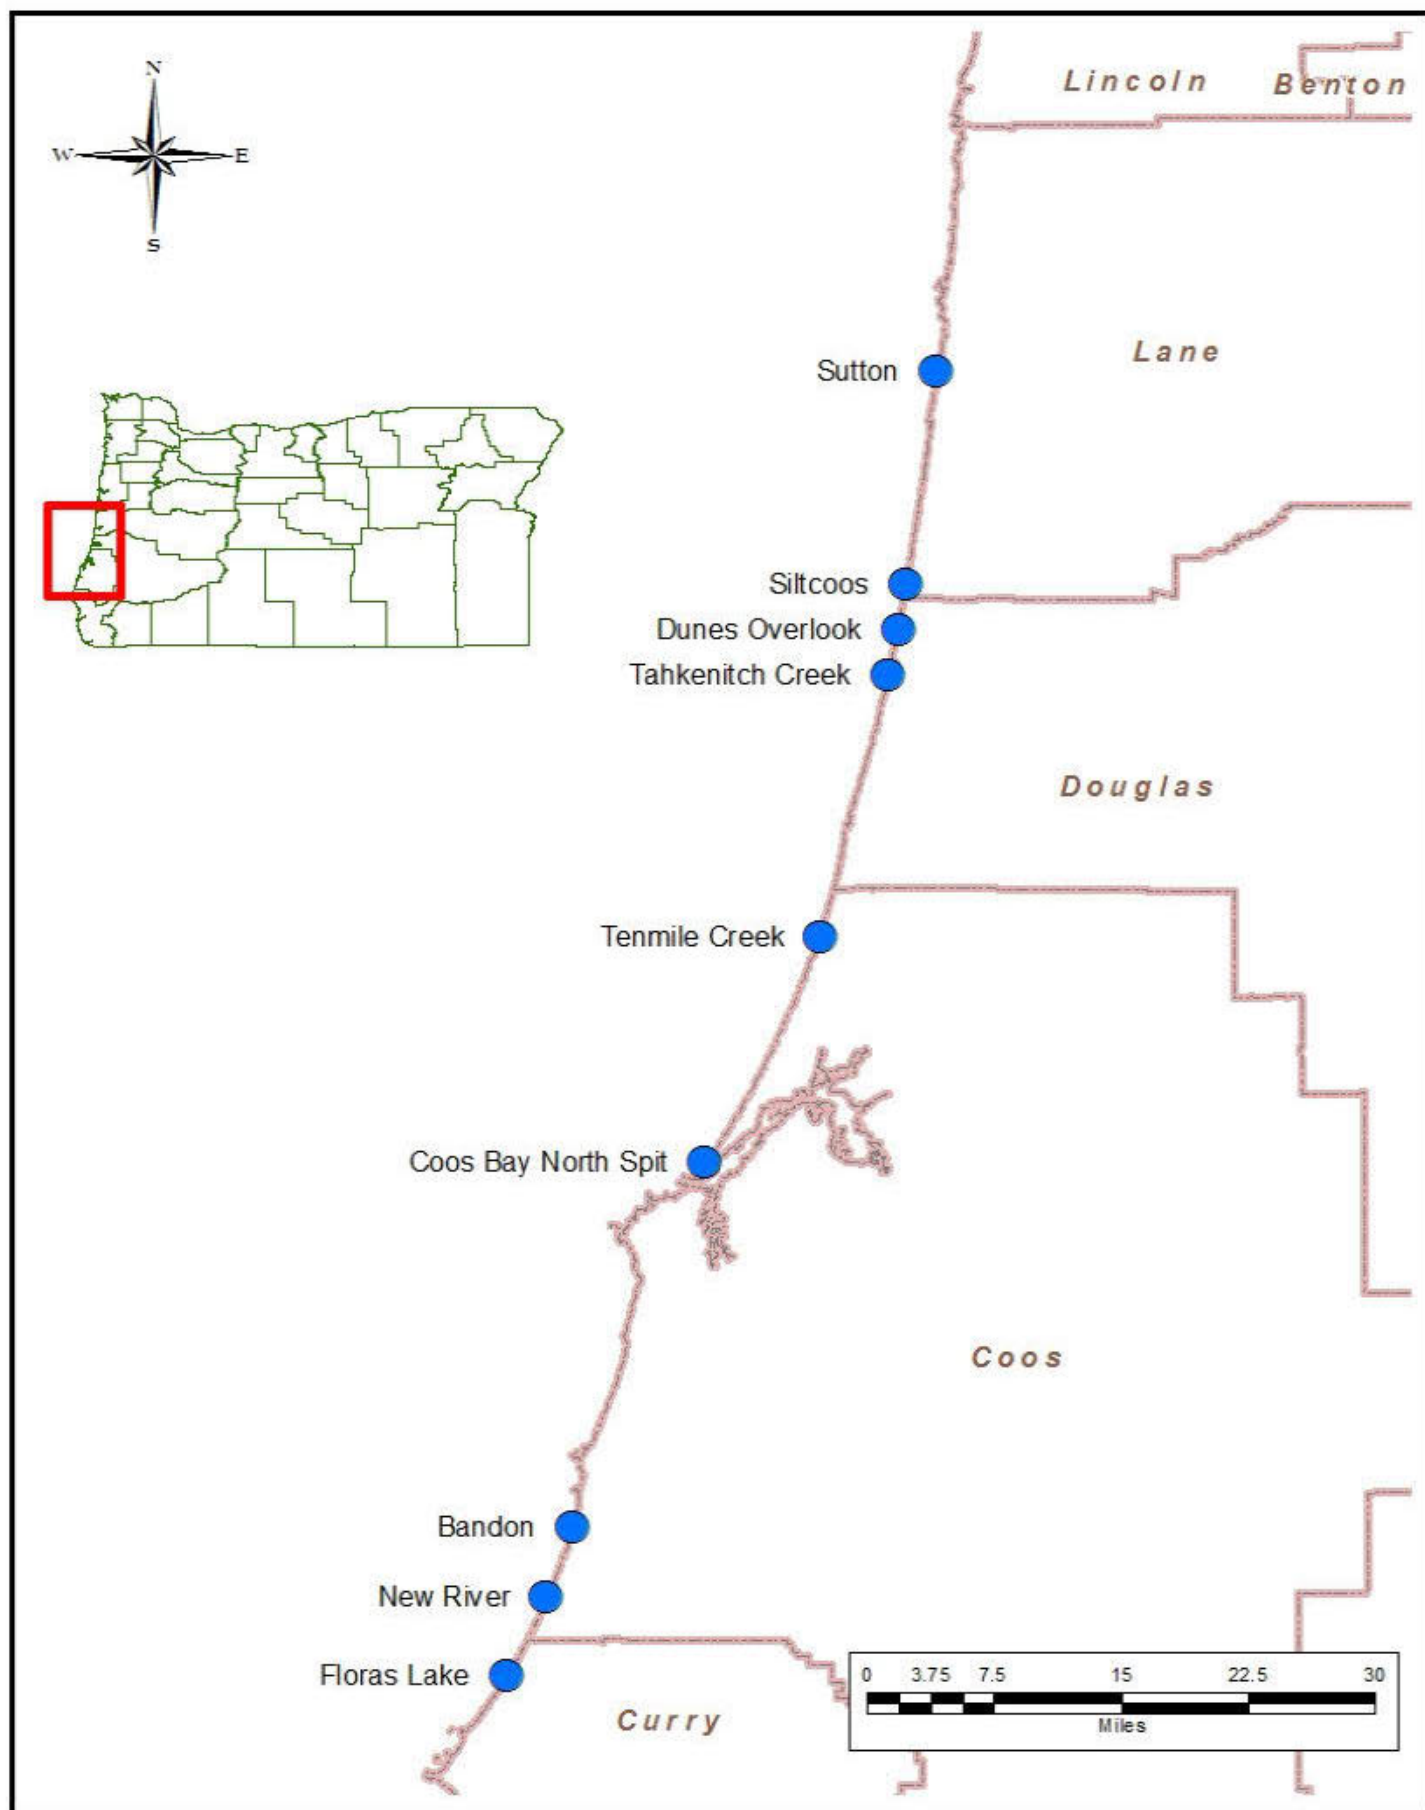 N
Lincoln Benton
W E
S
Lane
Sutton
Siltcoos
Dunes Overlook
Tahkenitch Creek
Douglas
Tenmile Creek
Coos Bay North Spit
Coos
Bandon
New River
Floras Lake
Curry
0 3.75 7.5 15 22.5 30
Miles